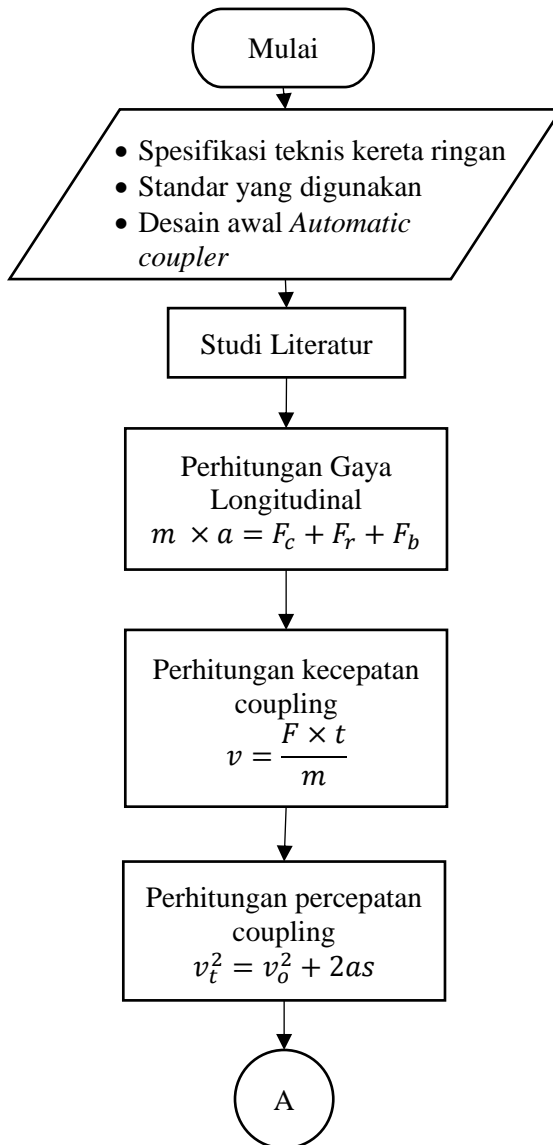 Mulai
• Spesifikasi teknis kereta ringan
• Standar yang digunakan
• Desain awal Automatic
coupler
Studi Literatur
Perhitungan Gaya
Longitudinal
m × a = F_c + F_r + F_b
Perhitungan kecepatan
coupling
v = \frac{F × t}{m}
Perhitungan percepatan
coupling
v_t^2 = v_o^2 + 2as
A